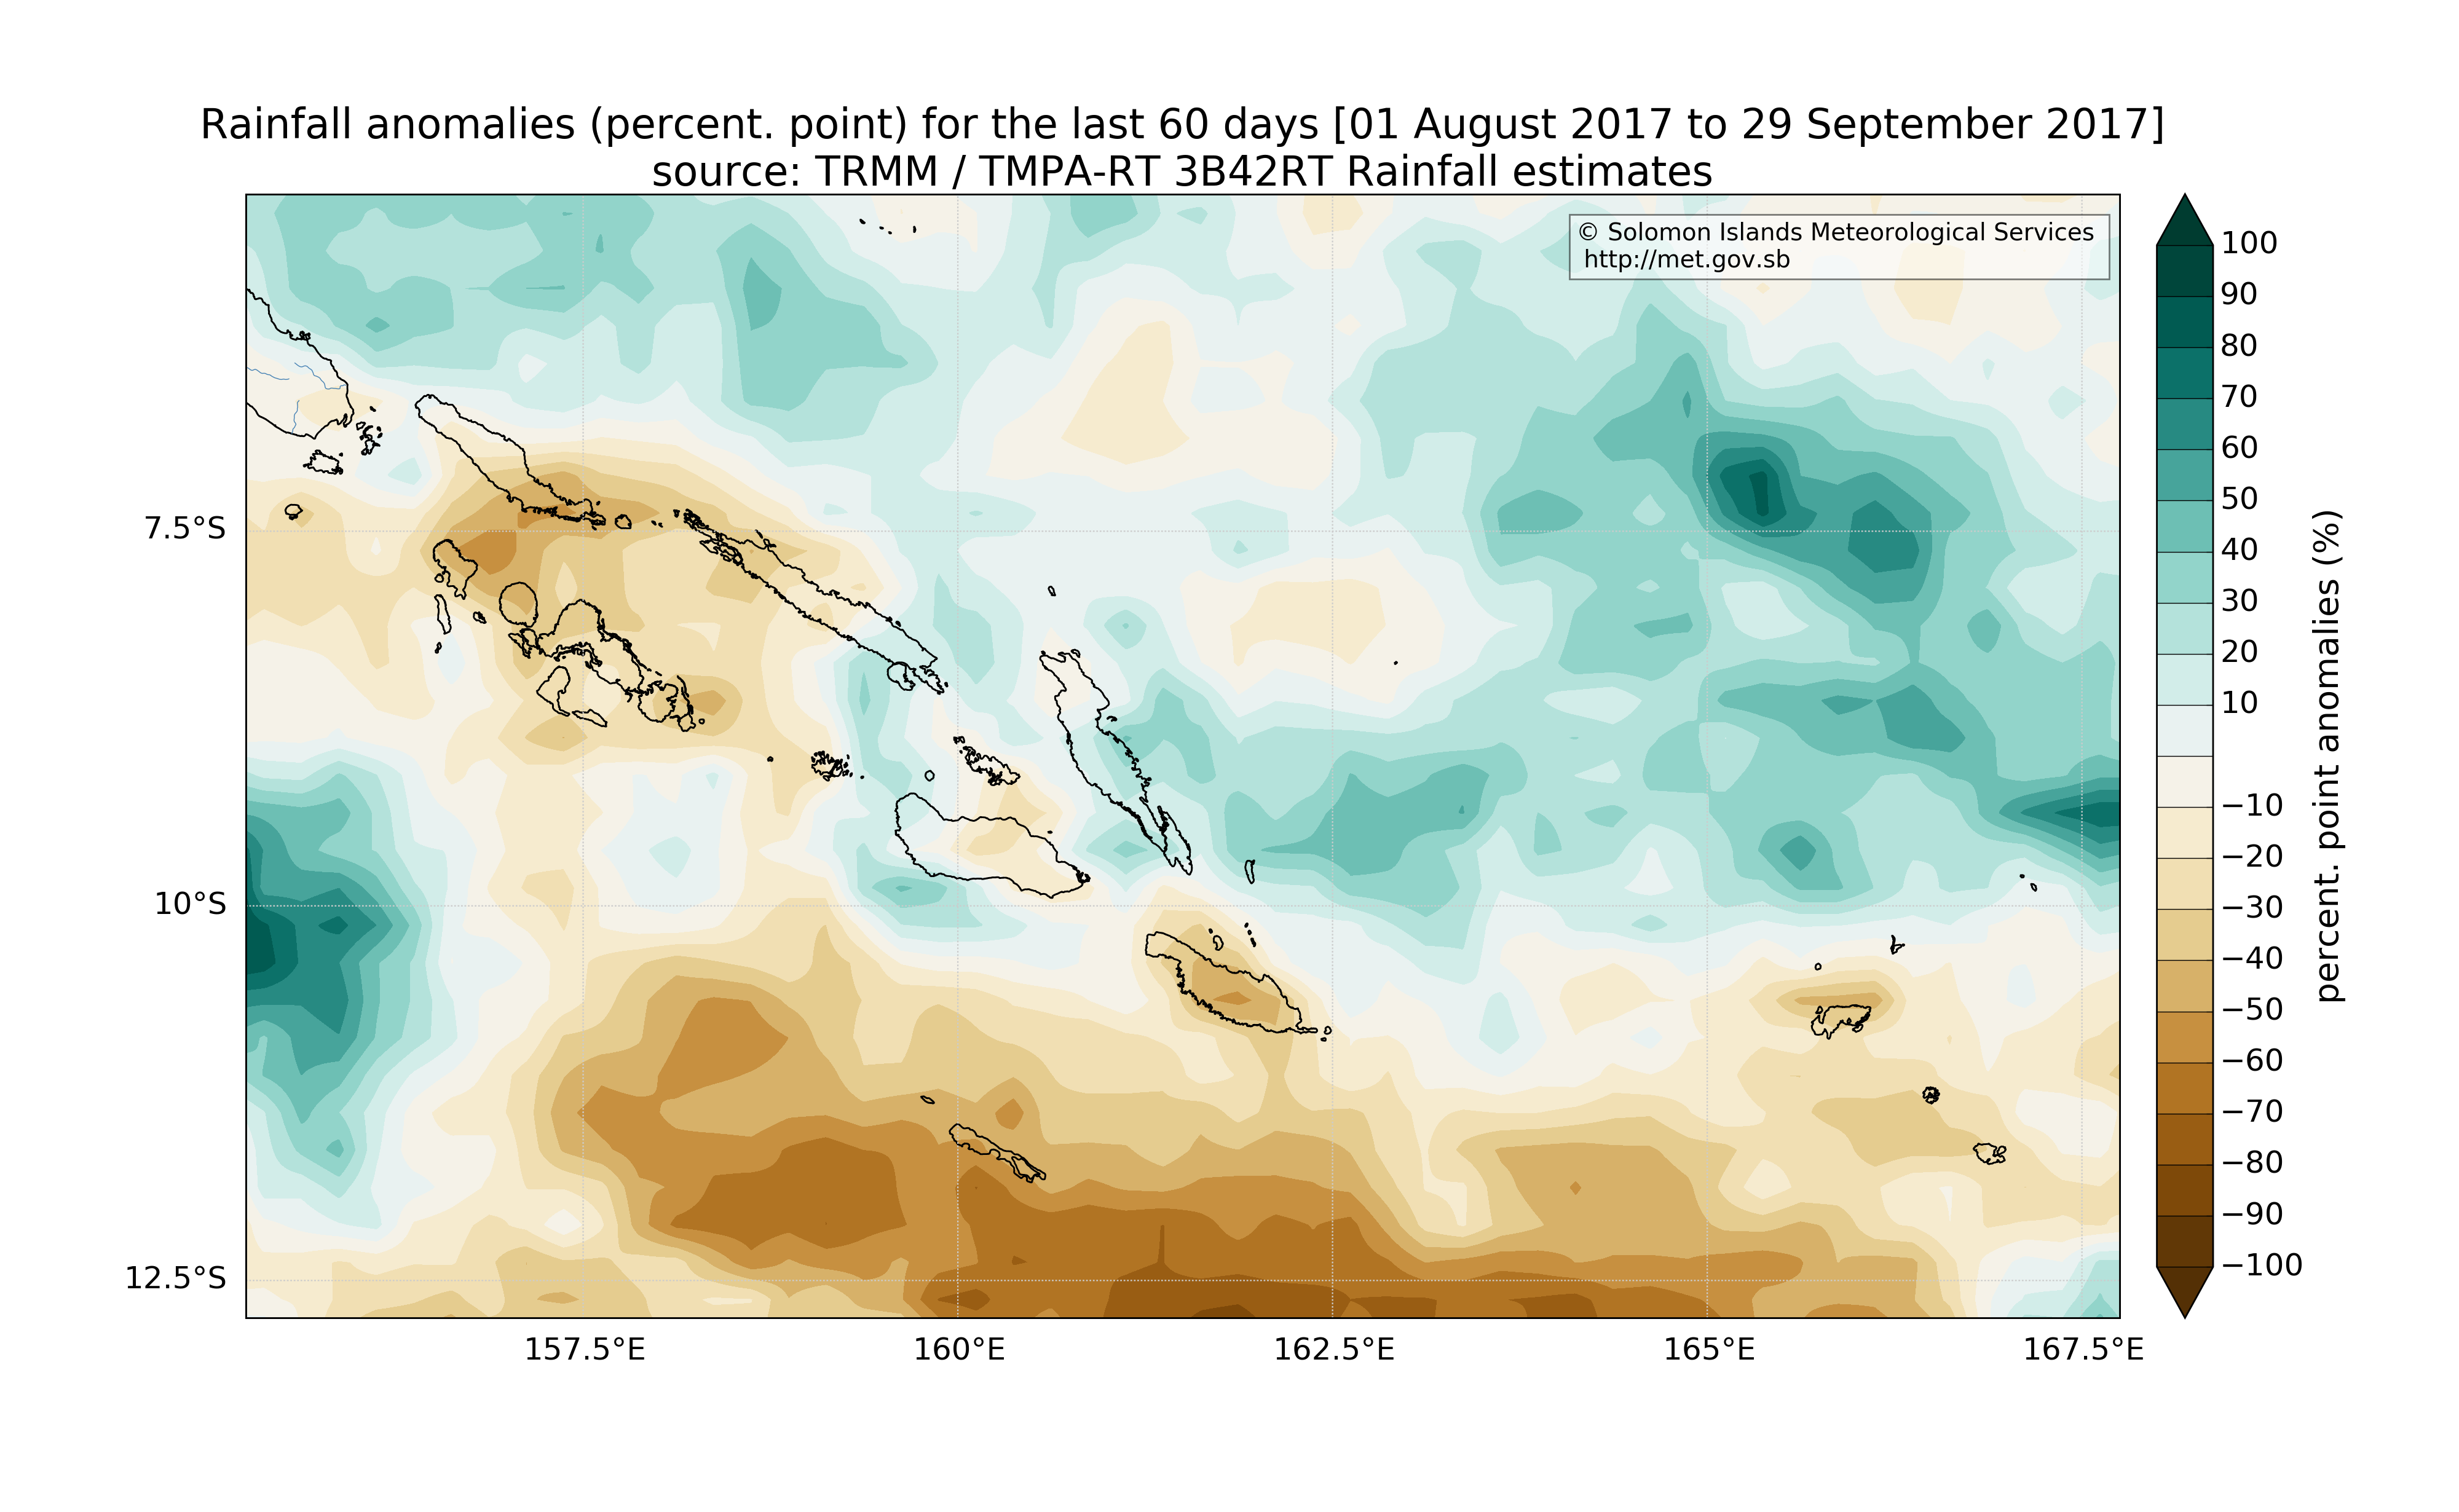 Rainfall anomalies (percent. point) for the last 60 days [01 August 2017 to 29 September 2017]
source: TRMM / TMPA-RT 3B42RT Rainfall estimates
© Solomon Islands Meteorological Services
http://met.gov.sb
7.5°S
10°S
12.5°S
157.5°E
160°E
162.5°E
165°E
167.5°E
100
90
80
70
60
50
40
30
20
10
−10
−20
−30
−40
−50
−60
−70
−80
−90
−100
percent. point anomalies (%)